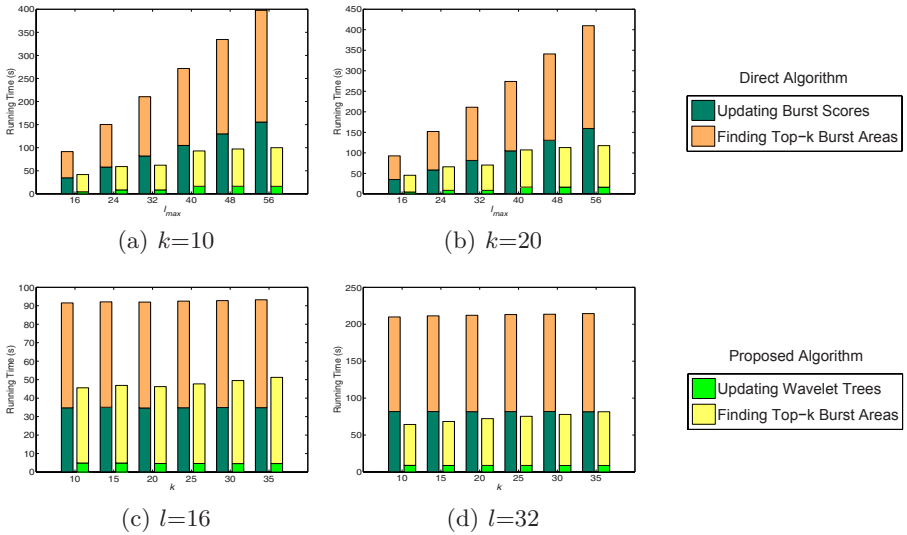 400
350
300
250
200
150
100
50
0
Running Time (s)
16 24 32 40 48 56
l_max
(a) k=10
450
400
350
300
250
200
150
100
50
0
Running Time (s)
16 24 32 40 48 56
l_max
(b) k=20
Direct Algorithm
Updating Burst Scores
Finding Top−k Burst Areas
100
90
80
70
60
50
40
30
20
10
0
Running Time (s)
10 15 20 25 30 35
k
(c) l=16
250
200
150
100
50
0
Running Time (s)
10 15 20 25 30 35
k
(d) l=32
Proposed Algorithm
Updating Wavelet Trees
Finding Top−k Burst Areas